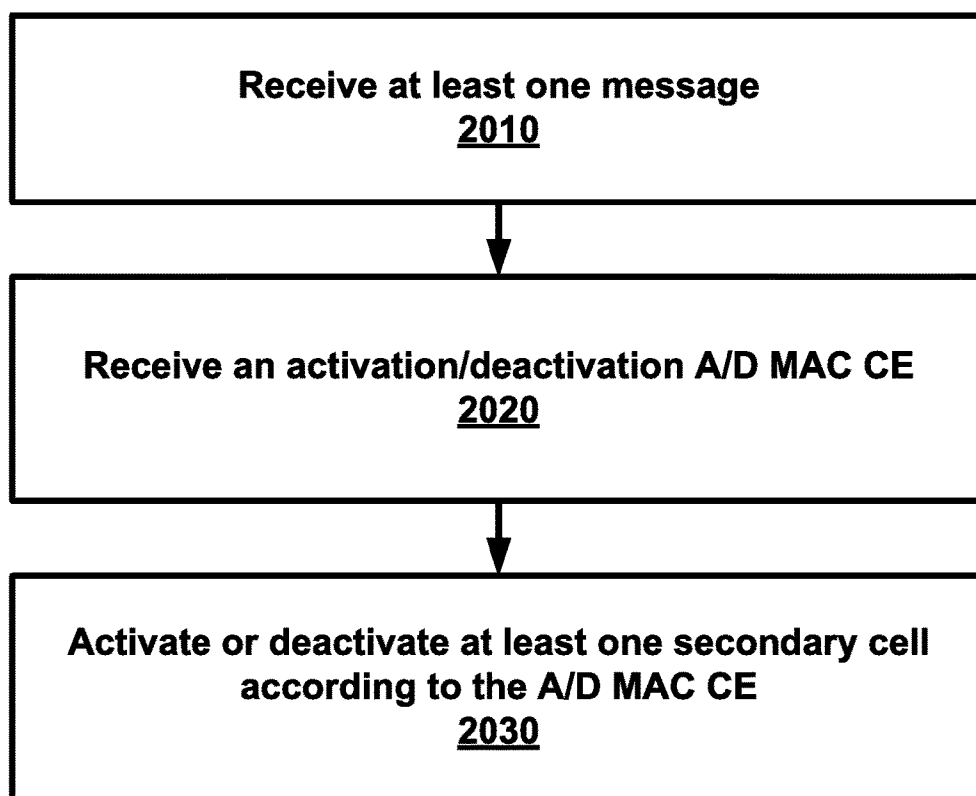 Receive at least one message
2010
Receive an activation/deactivation A/D MAC CE
2020
Activate or deactivate at least one secondary cell
according to the A/D MAC CE
2030